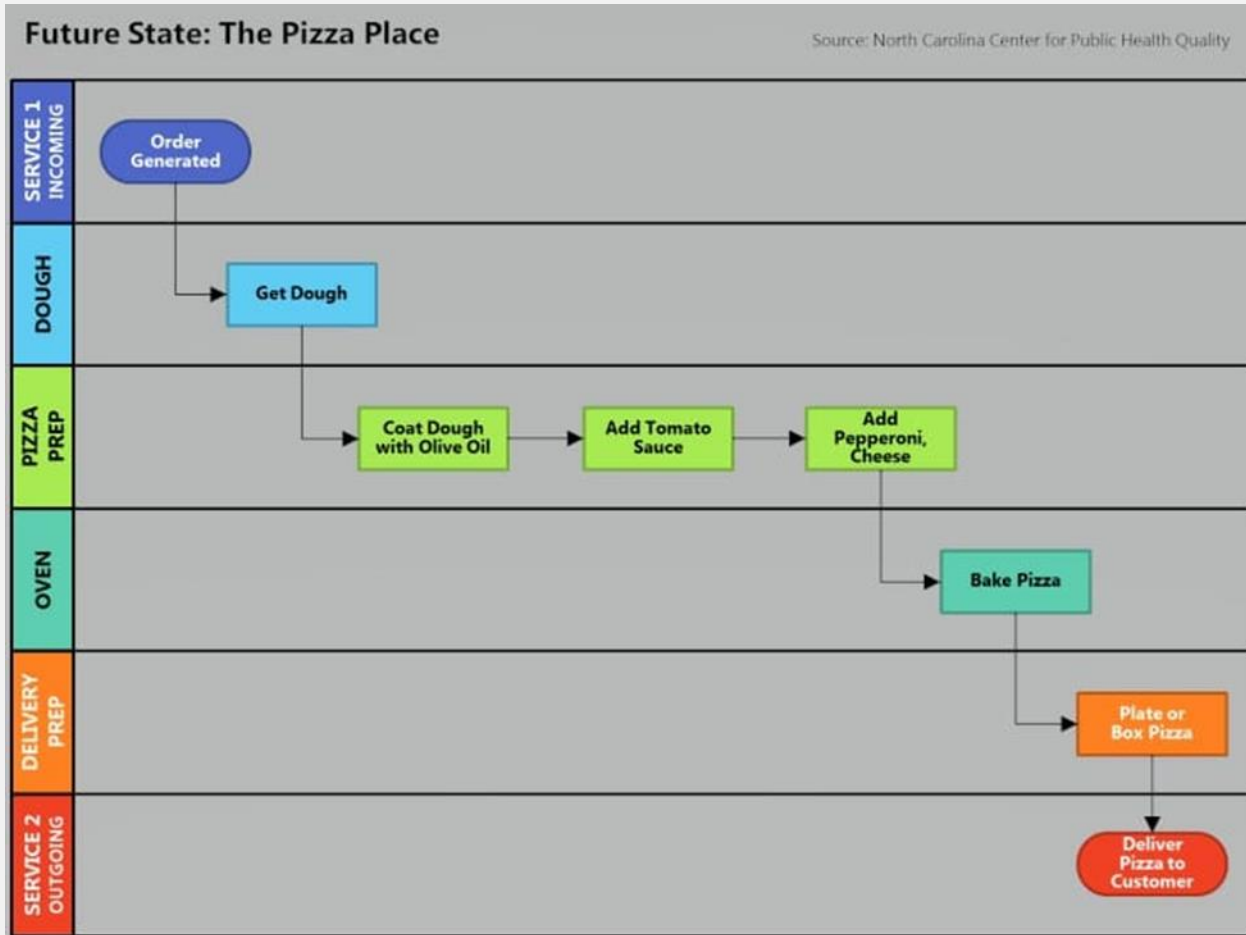 Future State: The Pizza Place
Source: North Carolina Center for Public Health Quality
SERVICE 1
INCOMING
Order
Generated
DOUGH
Get Dough
PIZZA
PREP
Coat Dough
with Olive Oil
Add Tomato
Sauce
Add
Pepperoni,
Cheese
OVEN
Bake Pizza
DELIVERY
PREP
Plate or
Box Pizza
SERVICE 2
OUTGOING
Deliver
Pizza to
Customer